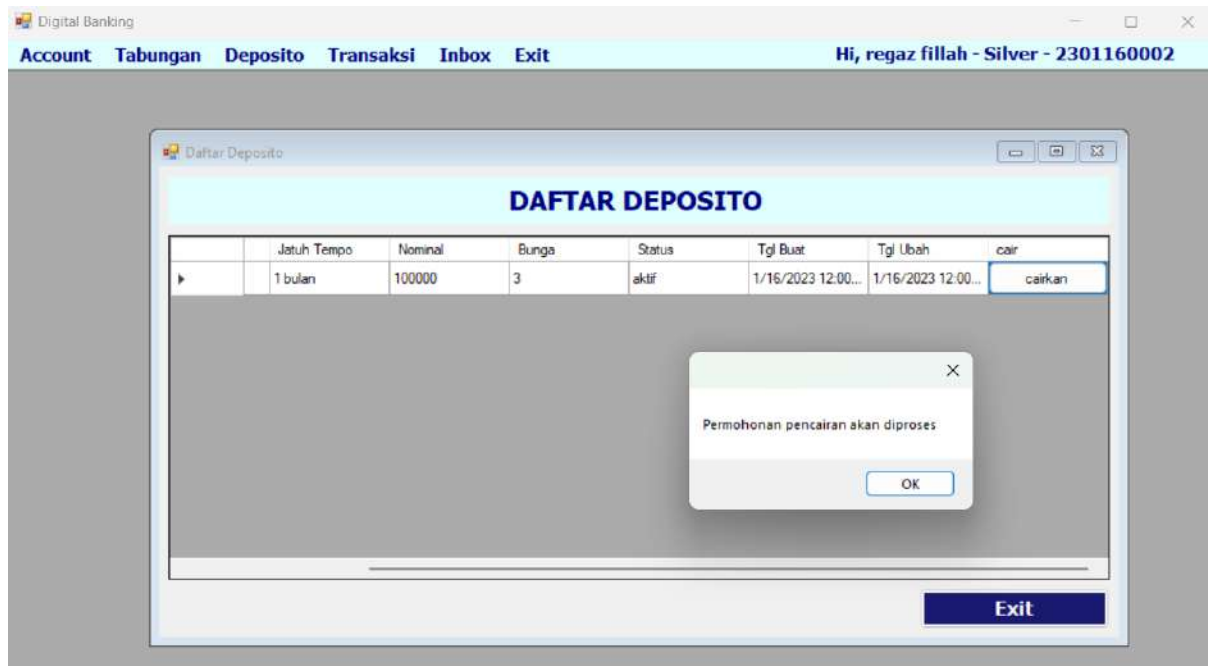 Digital Banking
Account Tabungan Deposito Transaksi Inbox Exit Hi, regaz fillah - Silver - 2301160002
Daftar Deposito
DAFTAR DEPOSITO
Jatuh Tempo Nominal Bunga Status Tgl Buat Tgl Ubah cair
1 bulan 100000 3 aktif 1/16/2023 12:00... 1/16/2023 12:00... cairkan
Permohonan pencairan akan diproses
OK
Exit